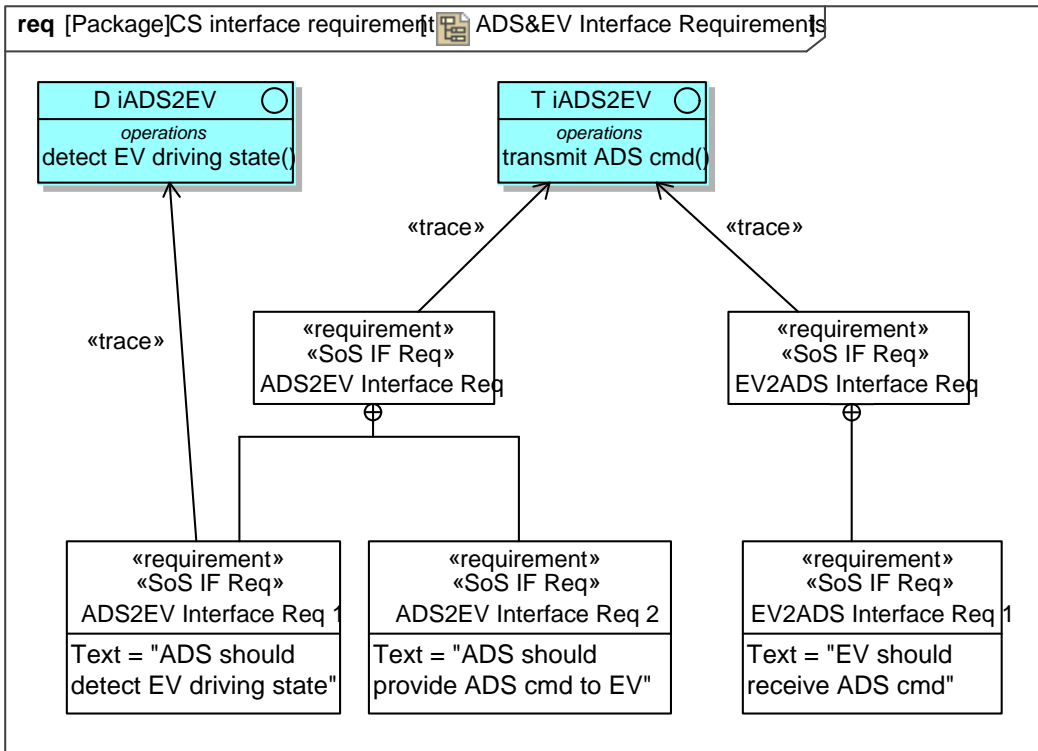 req [Package] CS interface requirement [ ADS&EV Interface Requirements ]
D iADS2EV
operations
detect EV driving state()
T iADS2EV
operations
transmit ADS cmd()
«trace»
«trace»
«trace»
«requirement»
«SoS IF Req»
ADS2EV Interface Req
«requirement»
«SoS IF Req»
EV2ADS Interface Req
«requirement»
«SoS IF Req»
ADS2EV Interface Req 1
Text = "ADS should
detect EV driving state"
«requirement»
«SoS IF Req»
ADS2EV Interface Req 2
Text = "ADS should
provide ADS cmd to EV"
«requirement»
«SoS IF Req»
EV2ADS Interface Req 1
Text = "EV should
receive ADS cmd"